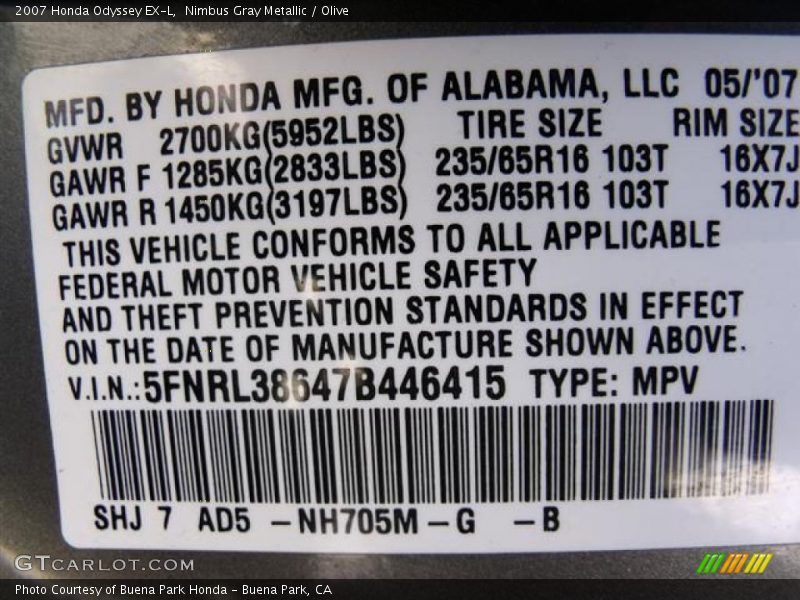 2007 Honda Odyssey EX-L, Nimbus Gray Metallic / Olive
MFD. BY HONDA MFG. OF ALABAMA, LLC 05/'07
GVWR 2700KG(5952LBS) TIRE SIZE RIM SIZE
GAWR F 1285KG(2833LBS) 235/65R16 103T 16X7J
GAWR R 1450KG(3197LBS) 235/65R16 103T 16X7J
THIS VEHICLE CONFORMS TO ALL APPLICABLE
FEDERAL MOTOR VEHICLE SAFETY
AND THEFT PREVENTION STANDARDS IN EFFECT
ON THE DATE OF MANUFACTURE SHOWN ABOVE.
V.I.N.:5FNRL38647B446415 TYPE: MPV
SHJ 7 AD5 -NH705M-G -B
GTCARLOT.COM
Photo Courtesy of Buena Park Honda - Buena Park, CA